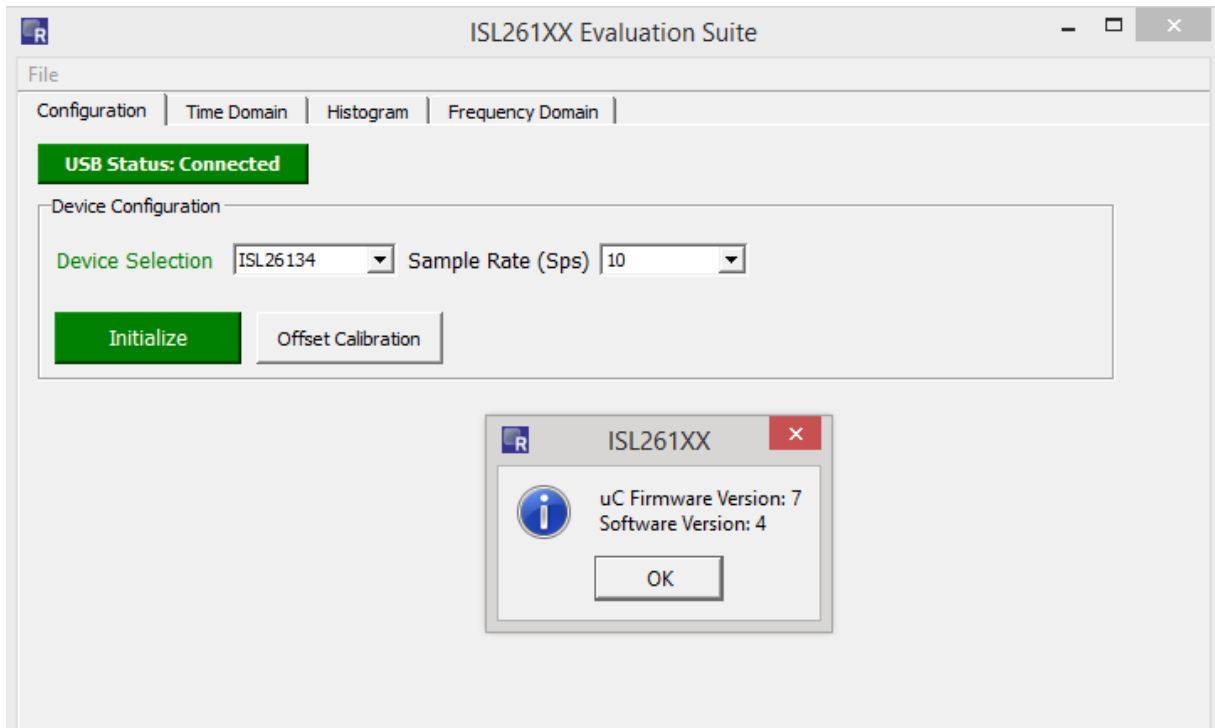 R
ISL261XX Evaluation Suite
File
Configuration Time Domain Histogram Frequency Domain
USB Status: Connected
Device Configuration
Device Selection ISL26134 Sample Rate (Sps) 10
Initialize Offset Calibration
R ISL261XX
uC Firmware Version: 7
Software Version: 4
OK